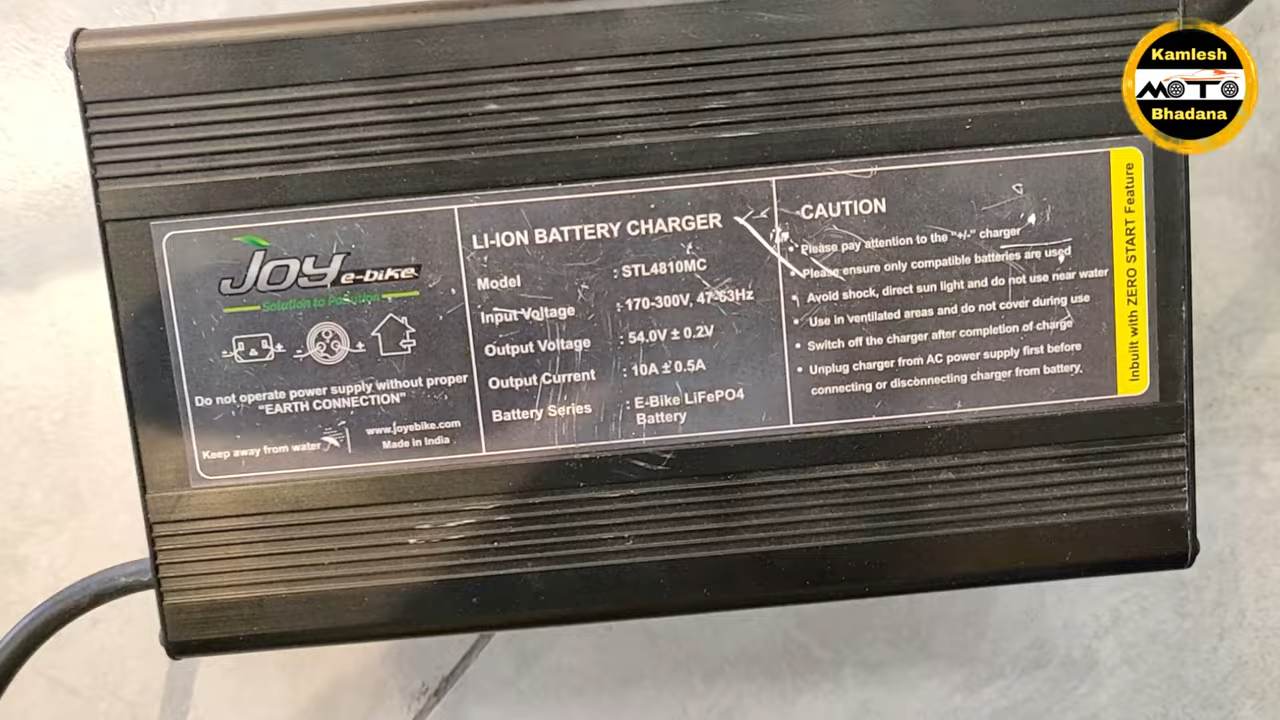 Kamlesh
MOTO
Bhadana
Joy e-bike
Solution to Pollution
Do not operate power supply without proper
"EARTH CONNECTION"
Keep away from water
www.joyebike.com
Made in India
LI-ION BATTERY CHARGER
Model : STL4810MC
Input Voltage : 170-300V, 47-63Hz
Output Voltage : 54.0V ± 0.2V
Output Current : 10A ± 0.5A
Battery Series : E-Bike LiFePO4
Battery
CAUTION
• Please pay attention to the "+/-" charger
• Please ensure only compatible batteries are used
• Avoid shock, direct sun light and do not use near water
• Use in ventilated areas and do not cover during use
• Switch off the charger after completion of charge
• Unplug charger from AC power supply first before
connecting or disconnecting charger from battery.
Inbuilt with ZERO START Feature